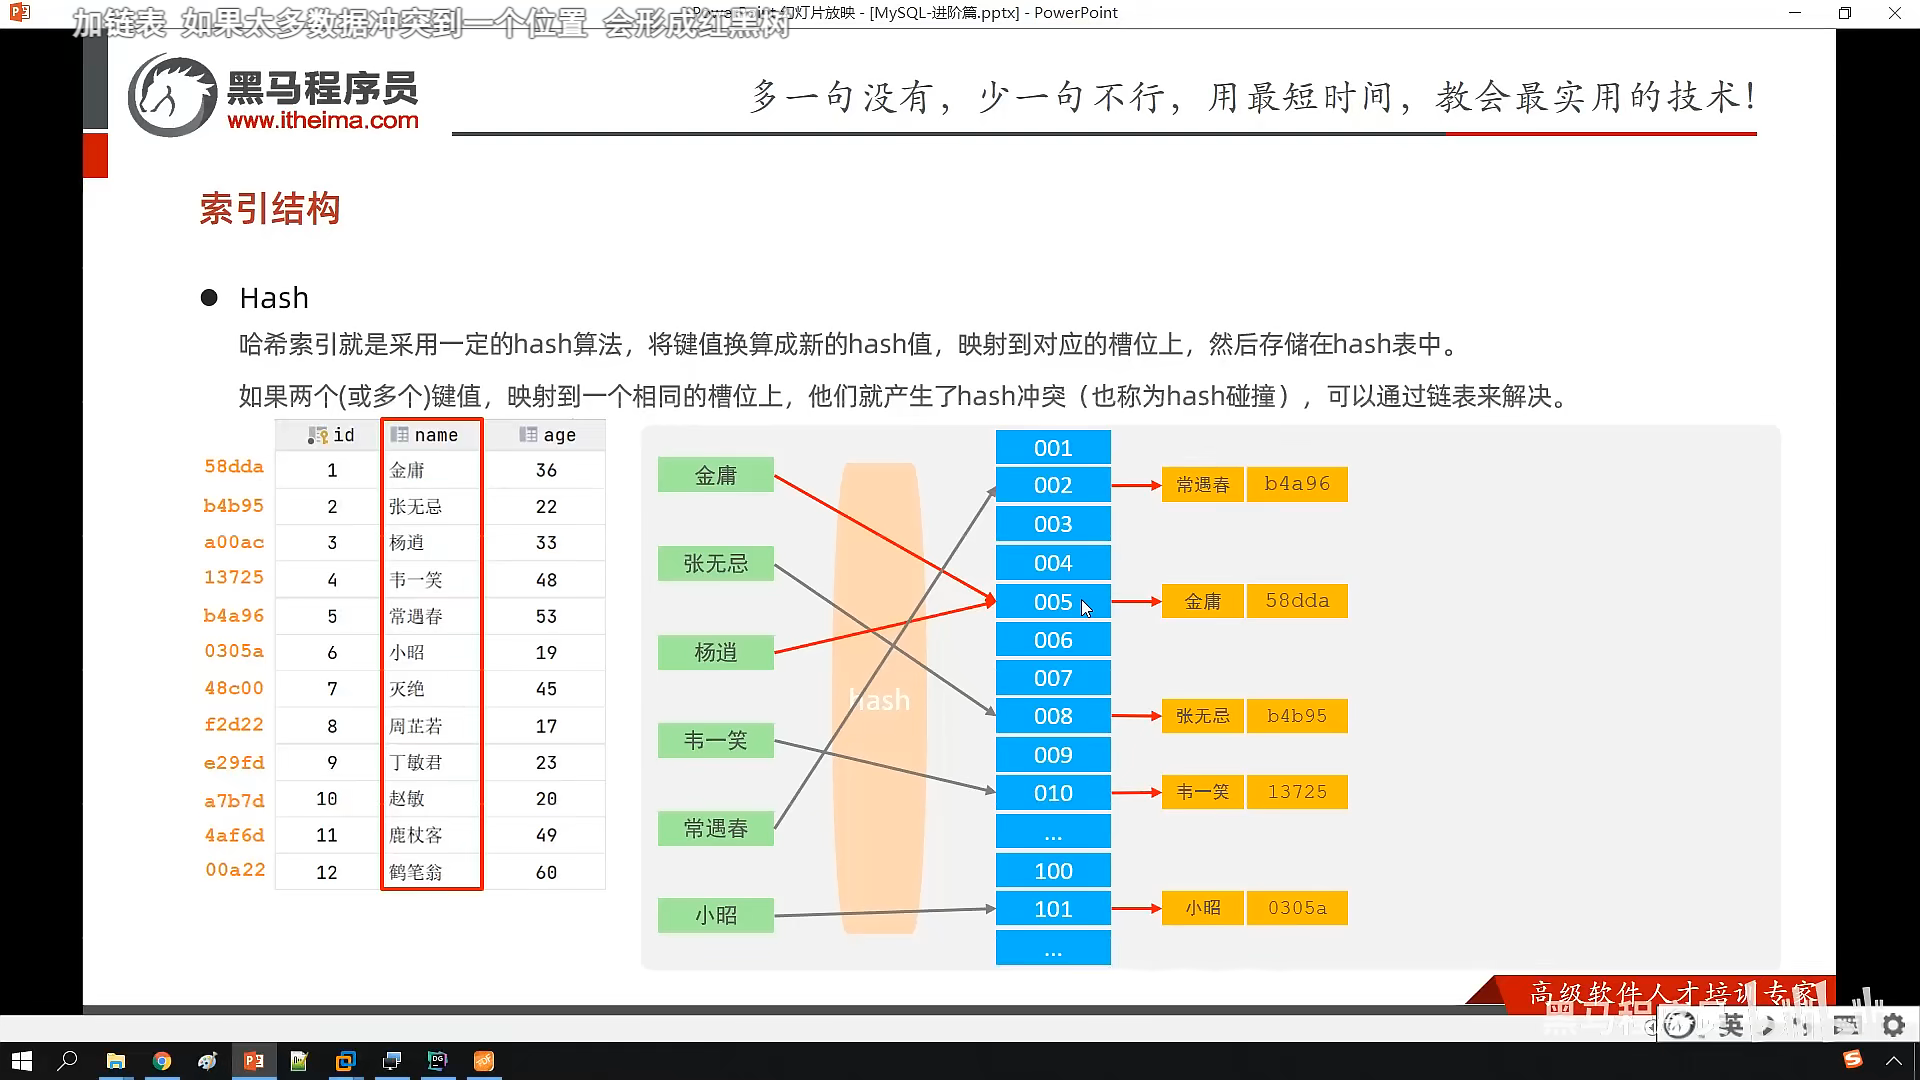 PowerPoint 幻灯片放映 - [MySQL-进阶篇.pptx] - PowerPoint
加链表 如果太多数据冲突到一个位置 会形成红黑树
黑马程序员
www.itheima.com
多一句没有，少一句不行，用最短时间，教会最实用的技术！
索引结构
● Hash
哈希索引就是采用一定的hash算法，将键值换算成新的hash值，映射到对应的槽位上，然后存储在hash表中。
如果两个(或多个)键值，映射到一个相同的槽位上，他们就产生了hash冲突（也称为hash碰撞），可以通过链表来解决。
id name age
58dda 1 金庸 36
b4b95 2 张无忌 22
a00ac 3 杨逍 33
13725 4 韦一笑 48
b4a96 5 常遇春 53
0305a 6 小昭 19
48c00 7 灭绝 45
f2d22 8 周芷若 17
e29fd 9 丁敏君 23
a7b7d 10 赵敏 20
4af6d 11 鹿杖客 49
00a22 12 鹤笔翁 60
金庸
张无忌
杨逍
韦一笑
常遇春
小昭
hash
001
002
003
004
005
006
007
008
009
010
...
100
101
...
常遇春 b4a96
金庸 58dda
张无忌 b4b95
韦一笑 13725
小昭 0305a
高级软件人才培训专家
英